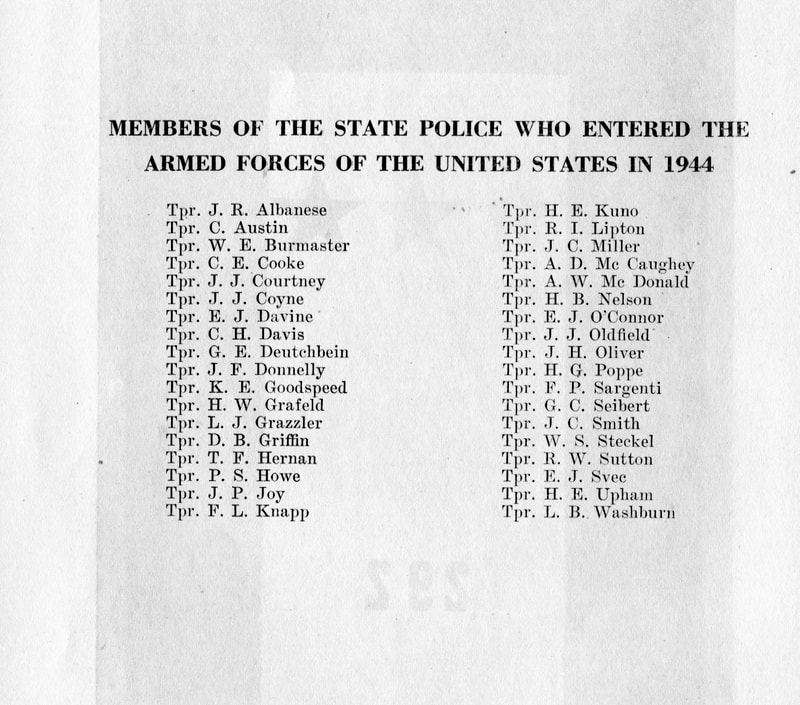 MEMBERS OF THE STATE POLICE WHO ENTERED THE
ARMED FORCES OF THE UNITED STATES IN 1944
Tpr. J. R. Albanese
Tpr. C. Austin
Tpr. W. E. Burmaster
Tpr. C. E. Cooke
Tpr. J. J. Courtney
Tpr. J. J. Coyne
Tpr. E. J. Davine
Tpr. C. H. Davis
Tpr. G. E. Deutchbein
Tpr. J. F. Donnelly
Tpr. K. E. Goodspeed
Tpr. H. W. Grafeld
Tpr. L. J. Grazzler
Tpr. D. B. Griffin
Tpr. T. F. Hernan
Tpr. P. S. Howe
Tpr. J. P. Joy
Tpr. F. L. Knapp
Tpr. H. E. Kuno
Tpr. R. I. Lipton
Tpr. J. C. Miller
Tpr. A. D. Mc Caughey
Tpr. A. W. Mc Donald
Tpr. H. B. Nelson
Tpr. E. J. O'Connor
Tpr. J. J. Oldfield
Tpr. J. H. Oliver
Tpr. H. G. Poppe
Tpr. F. P. Sargenti
Tpr. G. C. Seibert
Tpr. J. C. Smith
Tpr. W. S. Steckel
Tpr. R. W. Sutton
Tpr. E. J. Svec
Tpr. H. E. Upham
Tpr. L. B. Washburn
292